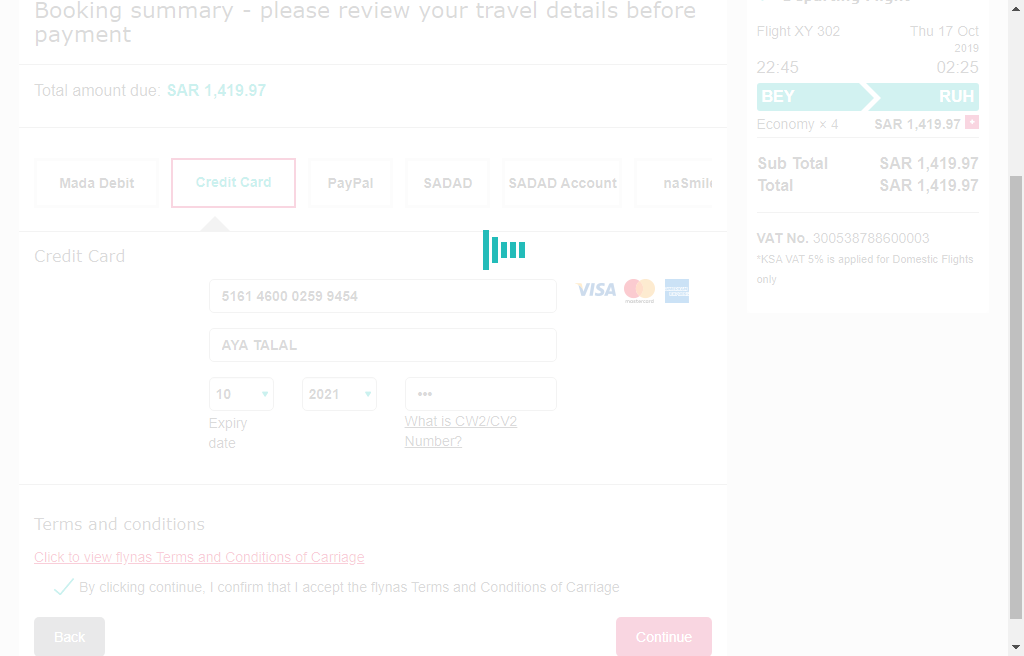 Booking summary - please review your travel details before
payment
Total amount due: SAR 1,419.97
Mada Debit
Credit Card
PayPal
SADAD
SADAD Account
naSmile
Credit Card
5161 4600 0259 9454
VISA
mastercard
AYA TALAL
10
2021
•••
Expiry
date
What is CW2/CV2
Number?
Terms and conditions
Click to view flynas Terms and Conditions of Carriage
By clicking continue, I confirm that I accept the flynas Terms and Conditions of Carriage
Back
Continue
Flight XY 302
Thu 17 Oct
2019
22:45
02:25
BEY
RUH
Economy × 4
SAR 1,419.97 +
Sub Total
SAR 1,419.97
Total
SAR 1,419.97
VAT No. 300538788600003
*KSA VAT 5% is applied for Domestic Flights
only